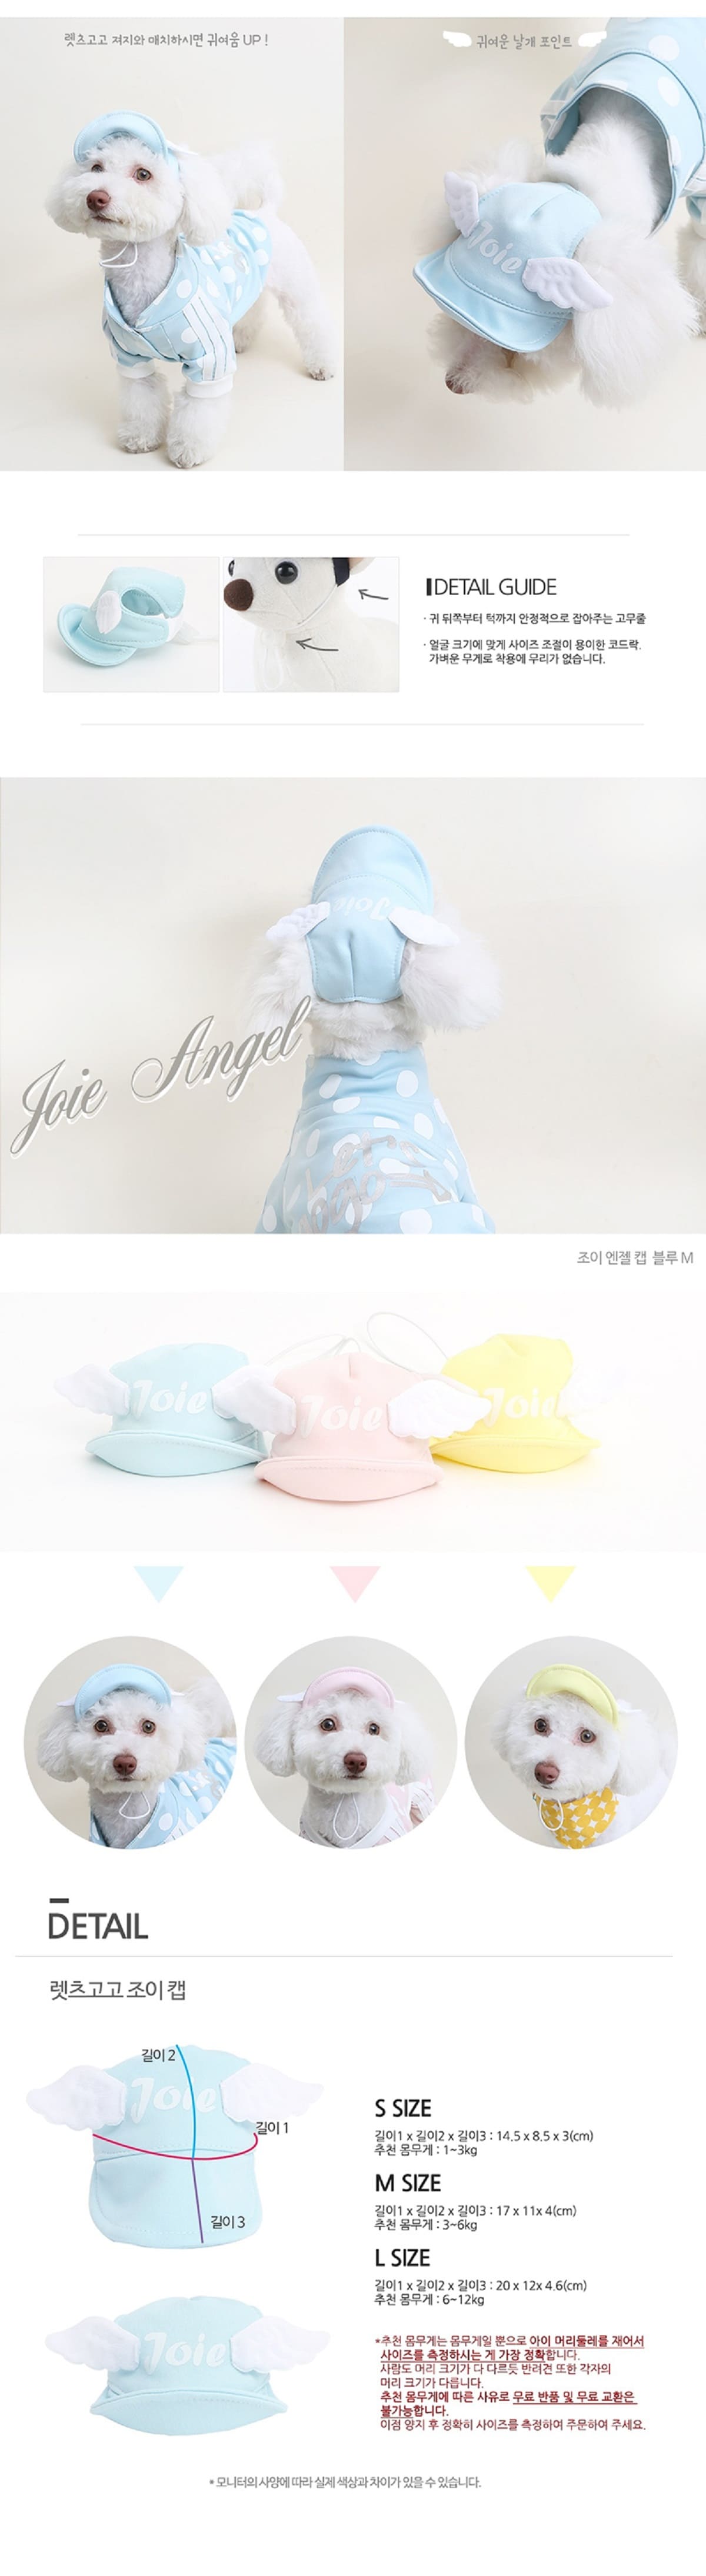 렛츠고고 져지와 매치하시면 귀여움 UP !
귀여운 날개 포인트
Joie
DETAIL GUIDE
· 귀 뒤쪽부터 턱까지 안정적으로 잡아주는 고무줄
· 얼굴 크기에 맞게 사이즈 조절이 용이한 코드락.
가벼운 무게로 착용에 무리가 없습니다.
Joie
Joie Angel
조이 엔젤 캡 블루 M
Joie Joie Joie
DETAIL
렛츠고고 조이 캡
길이 2
Joie
길이 1
길이 3
S SIZE
길이1 x 길이2 x 길이3 : 14.5 x 8.5 x 3(cm)
추천 몸무게 : 1~3kg
M SIZE
길이1 x 길이2 x 길이3 : 17 x 11x 4(cm)
추천 몸무게 : 3~6kg
L SIZE
길이1 x 길이2 x 길이3 : 20 x 12x 4.6(cm)
추천 몸무게 : 6~12kg
Joie
*추천 몸무게는 몸무게일 뿐으로 아이 머리둘레를 재어서
사이즈를 측정하시는 게 가장 정확합니다.
사람도 머리 크기가 다 다르듯 반려견 또한 각자의
머리 크기가 다릅니다.
추천 몸무게에 따른 사유로 무료 반품 및 무료 교환은
불가능합니다.
이점 양지 후 정확히 사이즈를 측정하여 주문하여 주세요.
* 모니터의 사양에 따라 실제 색상과 차이가 있을 수 있습니다.